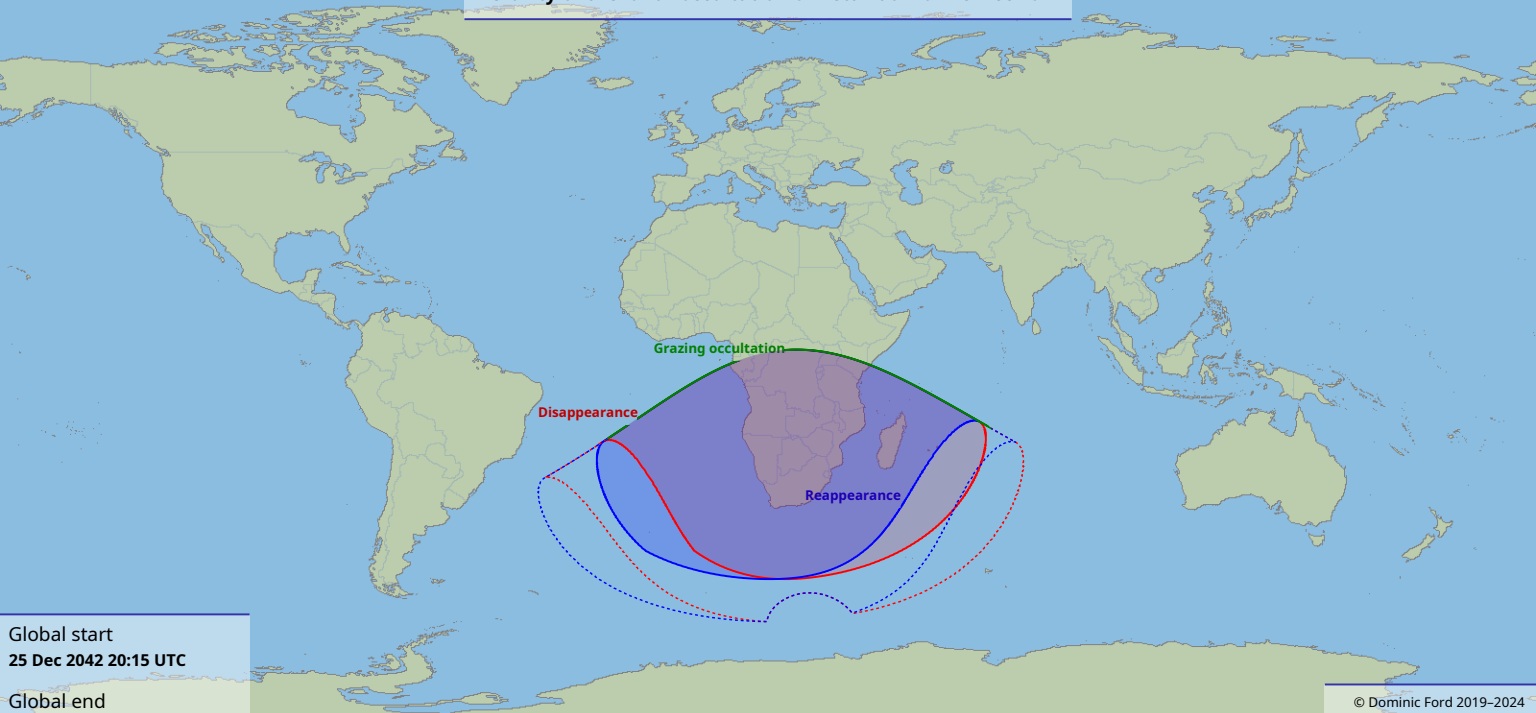 Grazing occultation
Disappearance
Reappearance
Global start
25 Dec 2042 20:15 UTC
Global end
© Dominic Ford 2019–2024